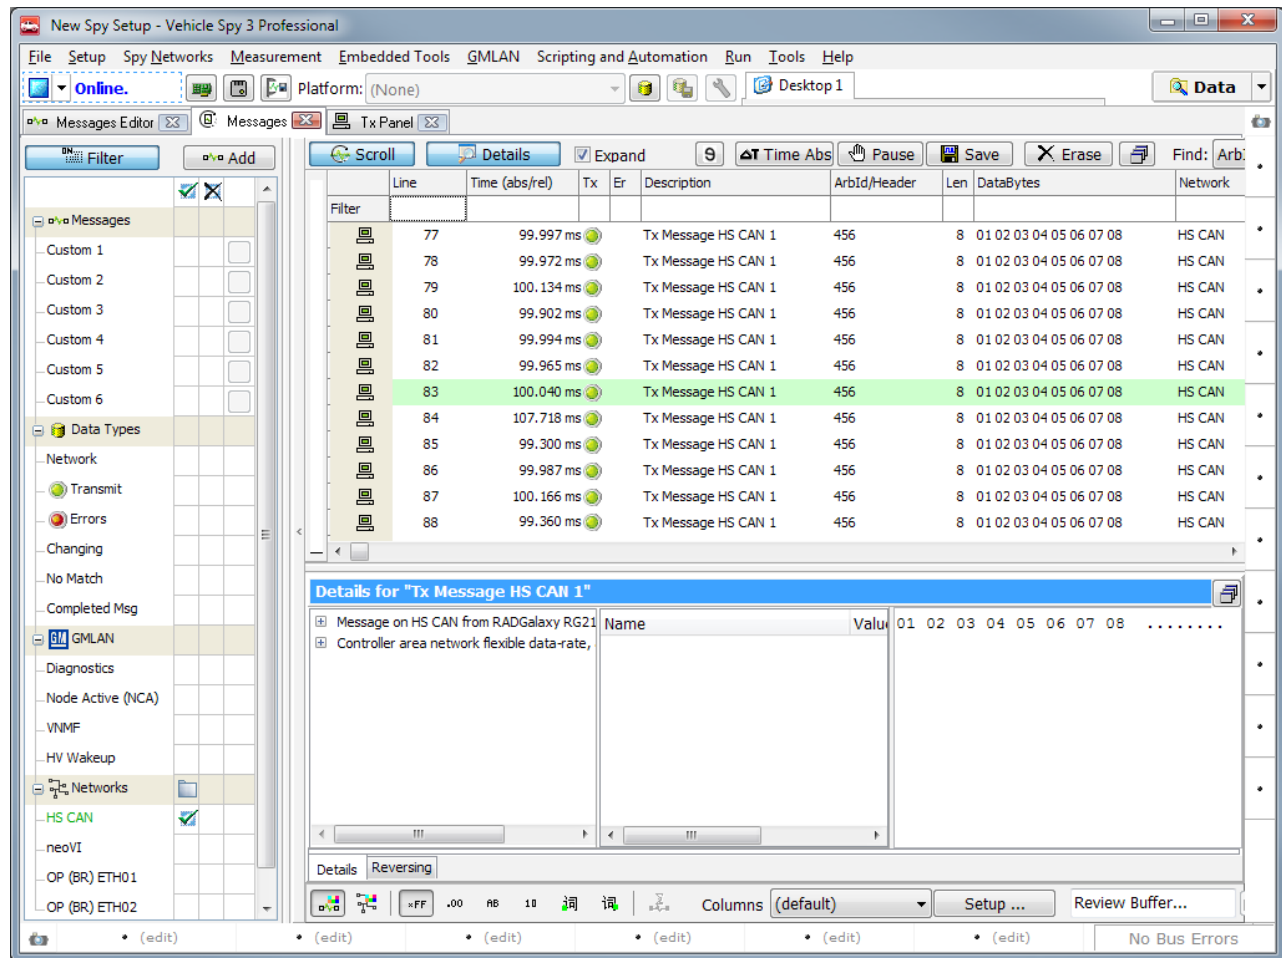 New Spy Setup - Vehicle Spy 3 Professional
File Setup Spy Networks Measurement Embedded Tools GMLAN Scripting and Automation Run Tools Help
Online. Platform: (None) Desktop 1 Data
Messages Editor Messages Tx Panel
Filter Add Scroll Details Expand 9 ΔT Time Abs Pause Save Erase Find: ArbI
Line Time (abs/rel) Tx Er Description ArbId/Header Len DataBytes Network
Filter
77 99.997 ms Tx Message HS CAN 1 456 8 01 02 03 04 05 06 07 08 HS CAN
78 99.972 ms Tx Message HS CAN 1 456 8 01 02 03 04 05 06 07 08 HS CAN
79 100.134 ms Tx Message HS CAN 1 456 8 01 02 03 04 05 06 07 08 HS CAN
80 99.902 ms Tx Message HS CAN 1 456 8 01 02 03 04 05 06 07 08 HS CAN
81 99.994 ms Tx Message HS CAN 1 456 8 01 02 03 04 05 06 07 08 HS CAN
82 99.965 ms Tx Message HS CAN 1 456 8 01 02 03 04 05 06 07 08 HS CAN
83 100.040 ms Tx Message HS CAN 1 456 8 01 02 03 04 05 06 07 08 HS CAN
84 107.718 ms Tx Message HS CAN 1 456 8 01 02 03 04 05 06 07 08 HS CAN
85 99.300 ms Tx Message HS CAN 1 456 8 01 02 03 04 05 06 07 08 HS CAN
86 99.987 ms Tx Message HS CAN 1 456 8 01 02 03 04 05 06 07 08 HS CAN
87 100.166 ms Tx Message HS CAN 1 456 8 01 02 03 04 05 06 07 08 HS CAN
88 99.360 ms Tx Message HS CAN 1 456 8 01 02 03 04 05 06 07 08 HS CAN
Messages
Custom 1
Custom 2
Custom 3
Custom 4
Custom 5
Custom 6
Data Types
Network
Transmit
Errors
Changing
No Match
Completed Msg
GM GMLAN
Diagnostics
Node Active (NCA)
VNMF
HV Wakeup
Networks
HS CAN
neoVI
OP (BR) ETH01
OP (BR) ETH02
Details for "Tx Message HS CAN 1"
Message on HS CAN from RADGalaxy RG21
Controller area network flexible data-rate,
Name Valu
01 02 03 04 05 06 07 08 ........
Details Reversing
×FF .00 AB 10 词 词 Columns (default) Setup ... Review Buffer...
(edit) (edit) (edit) (edit) (edit) (edit) No Bus Errors